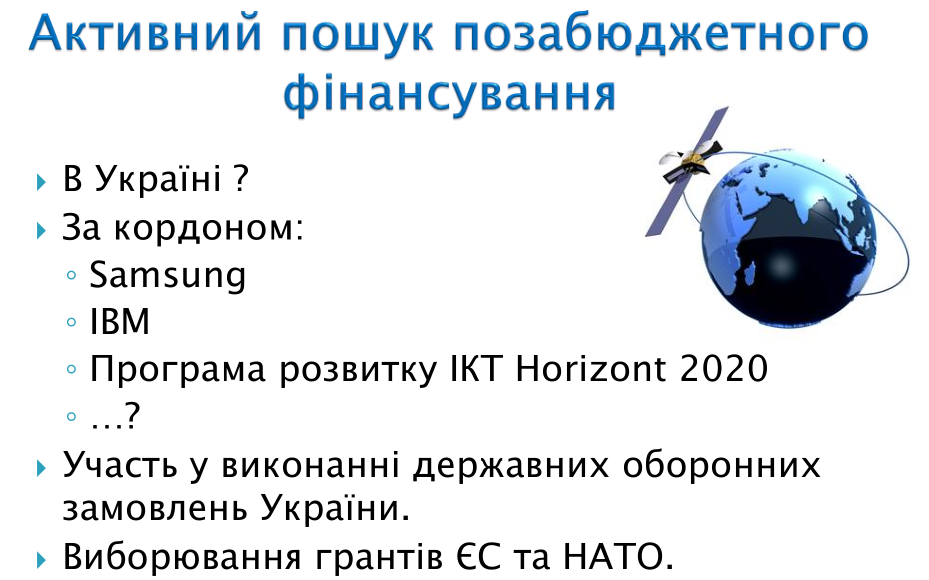 Активний пошук позабюджетного
фінансування
В Україні ?
За кордоном:
Samsung
IBM
Програма розвитку ІКТ Horizont 2020
…?
Участь у виконанні державних оборонних
замовлень України.
Виборювання грантів ЄС та НАТО.